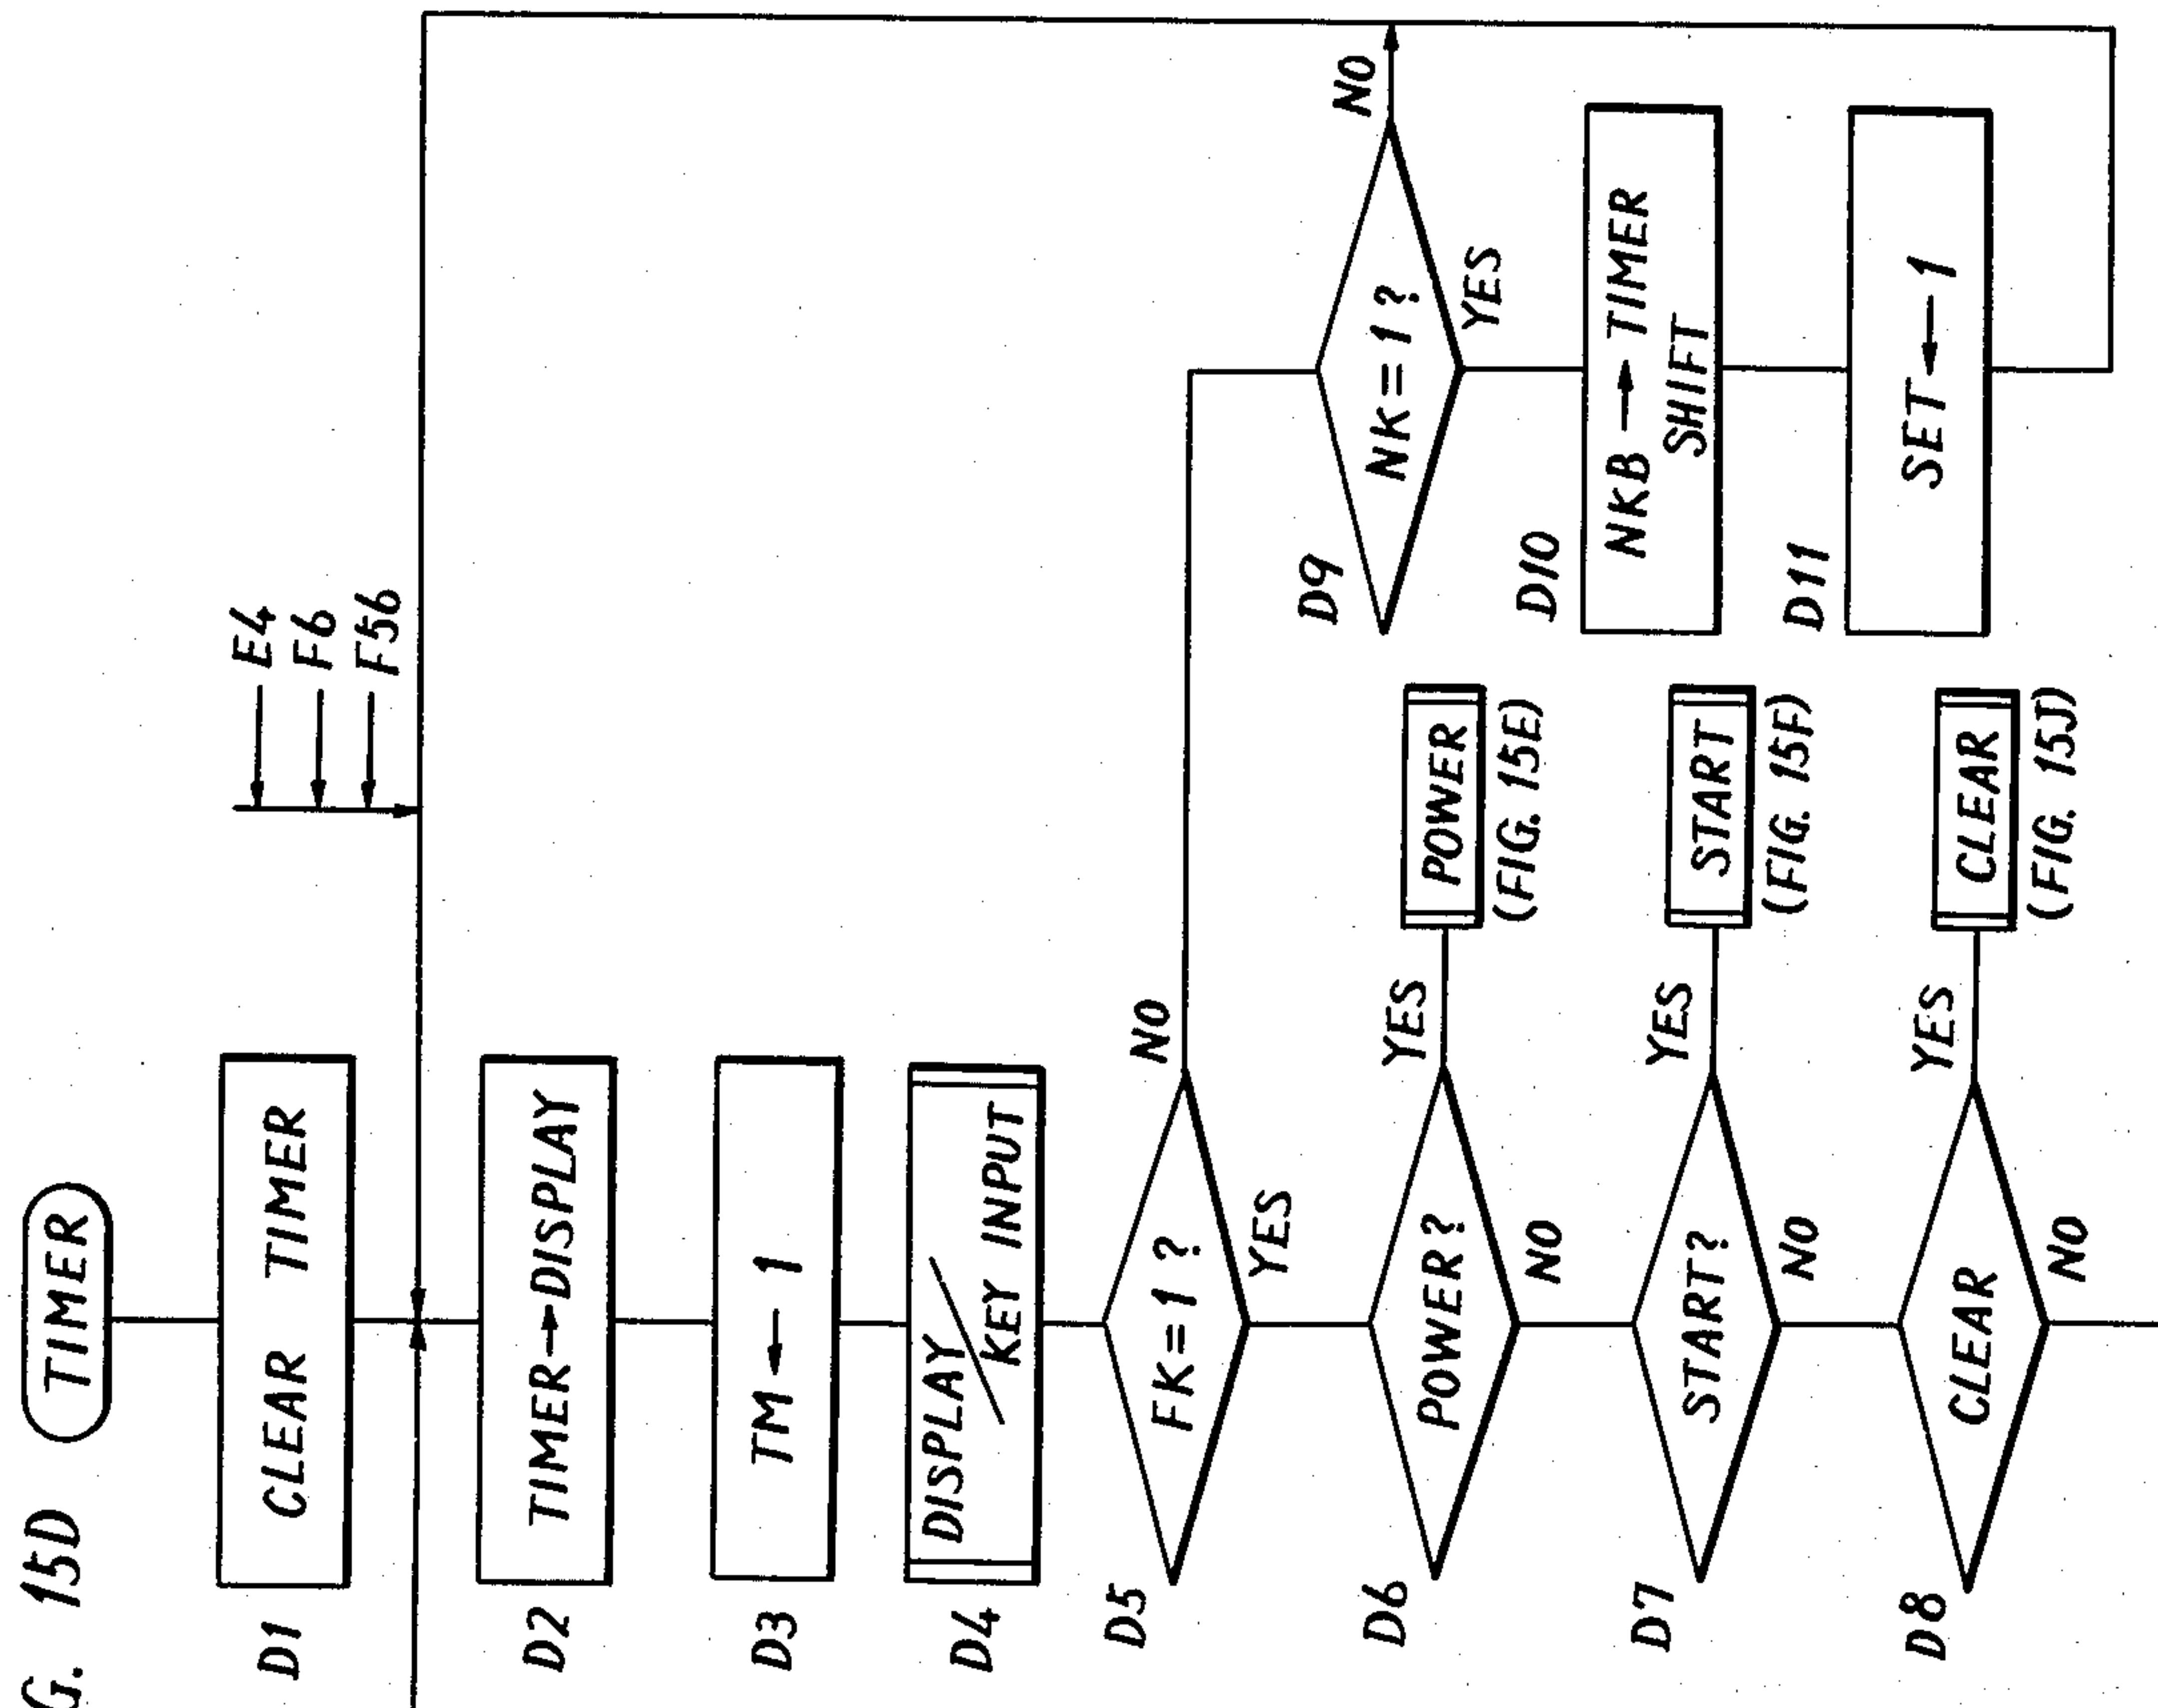 G. 15D
TIMER
D1
CLEAR TIMER
E4
F6
F56
D2
TIMER→DISPLAY
D3
TM ← 1
D4
DISPLAY / KEY INPUT
D5
FK=1?
NO
YES
D6
POWER?
YES
POWER
(FIG. 15E)
NO
D7
START?
YES
START
(FIG. 15F)
NO
D8
CLEAR
YES
CLEAR
(FIG. 15J)
NO
D9
NK=1?
NO
YES
D10
NKB → TIMER
SHIFT
D11
SET ← 1